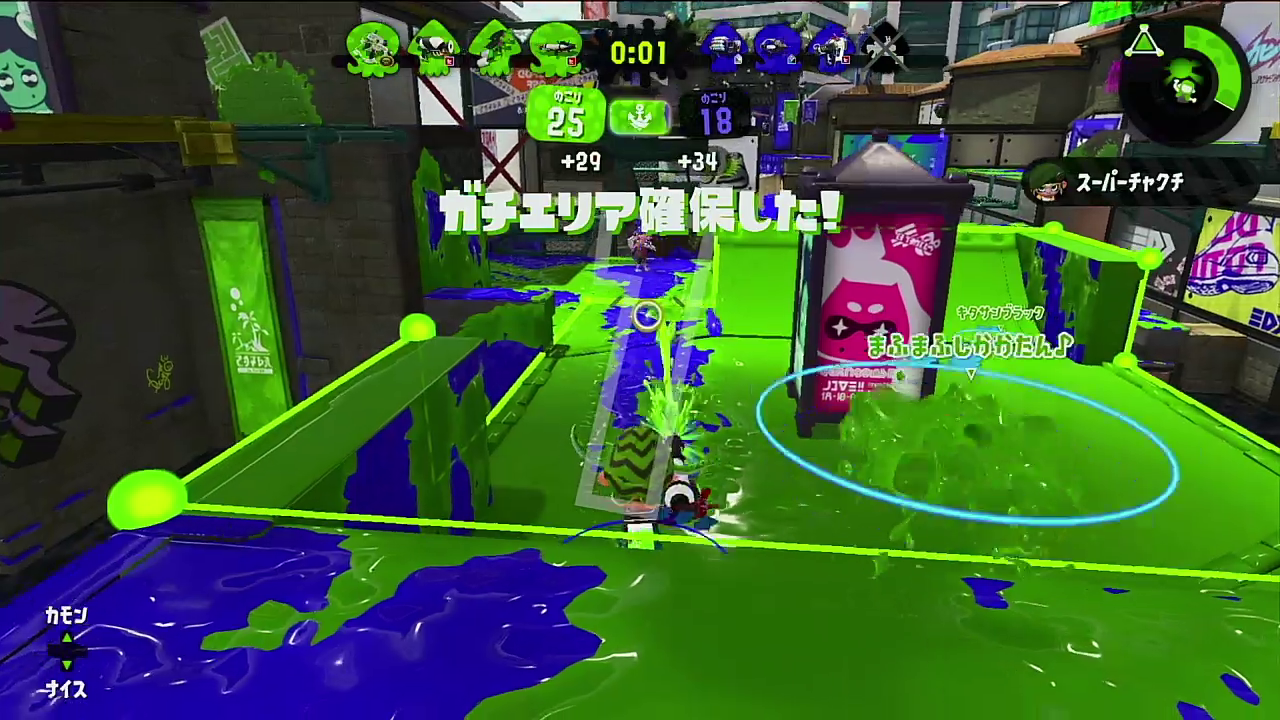 0:01
のこり
25
のこり
18
+29
+34
ガチエリア確保した!
スーパーチャクチ
キタサンブラック
まふまふしかかたん♪
カモン
ナイス